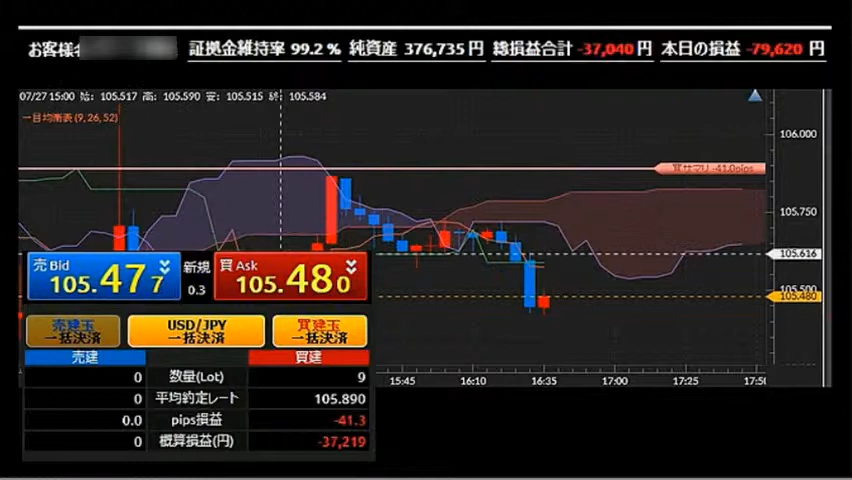 お客様名 証拠金維持率 99.2 % 純資産 376,735 円 総損益合計 -37,040 円 本日の損益 -79,620 円
07/27 15:00 始: 105.517 高: 105.590 安: 105.515 終: 105.584
一目均衡表 (9,26,52)
106.000
買サマリ -41.0pips
105.750
105.616
105.500
105.480
売 Bid 新規 買 Ask
105.477 0.3 105.480
売建玉 USD/JPY 買建玉
一括決済 一括決済 一括決済
売建 買建
0 数量(Lot) 9
0 平均約定レート 105.890
0.0 pips損益 -41.3
0 概算損益(円) -37,219
15:45 16:10 16:35 17:00 17:25 17:50